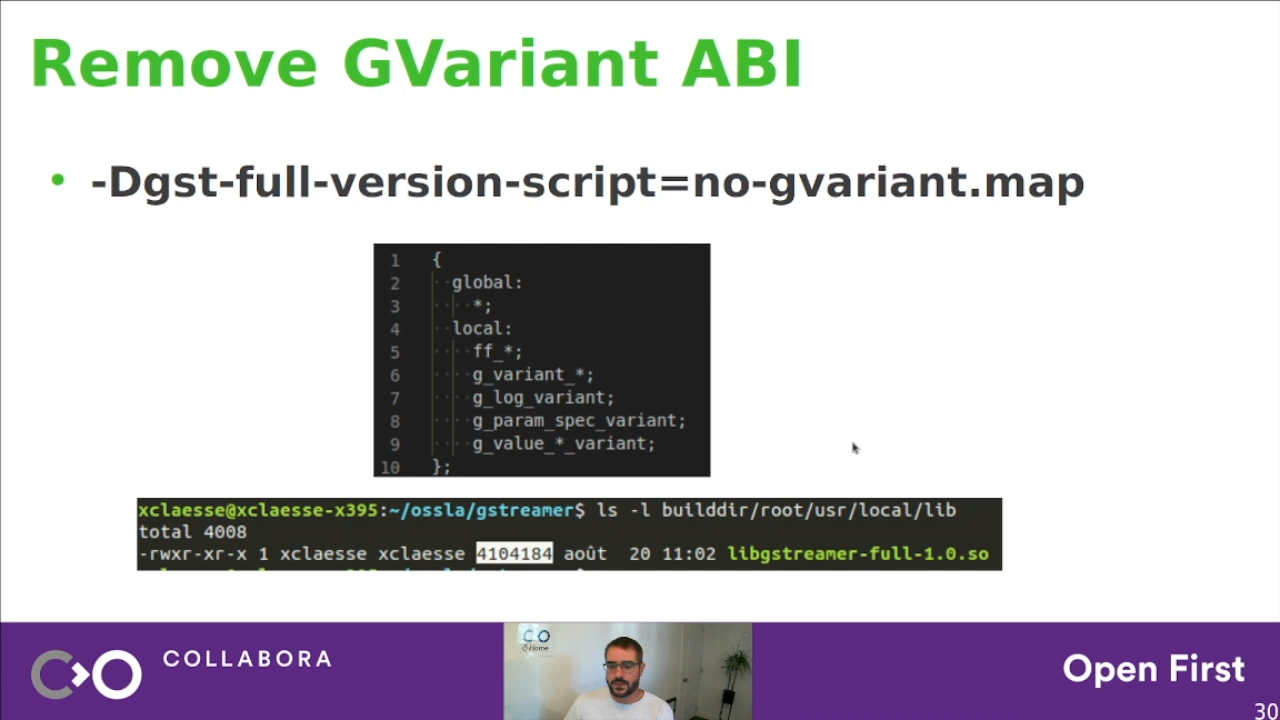 Remove GVariant ABI
• -Dgst-full-version-script=no-gvariant.map
1 {
2 global:
3 *;
4 local:
5 ff_*;
6 g_variant_*;
7 g_log_variant;
8 g_param_spec_variant;
9 g_value_*_variant;
10 };
xclaesse@xclaesse-x395:~/ossla/gstreamer$ ls -l builddir/root/usr/local/lib
total 4008
-rwxr-xr-x 1 xclaesse xclaesse 4104184 août 20 11:02 libgstreamer-full-1.0.so
COLLABORA
Open First
30